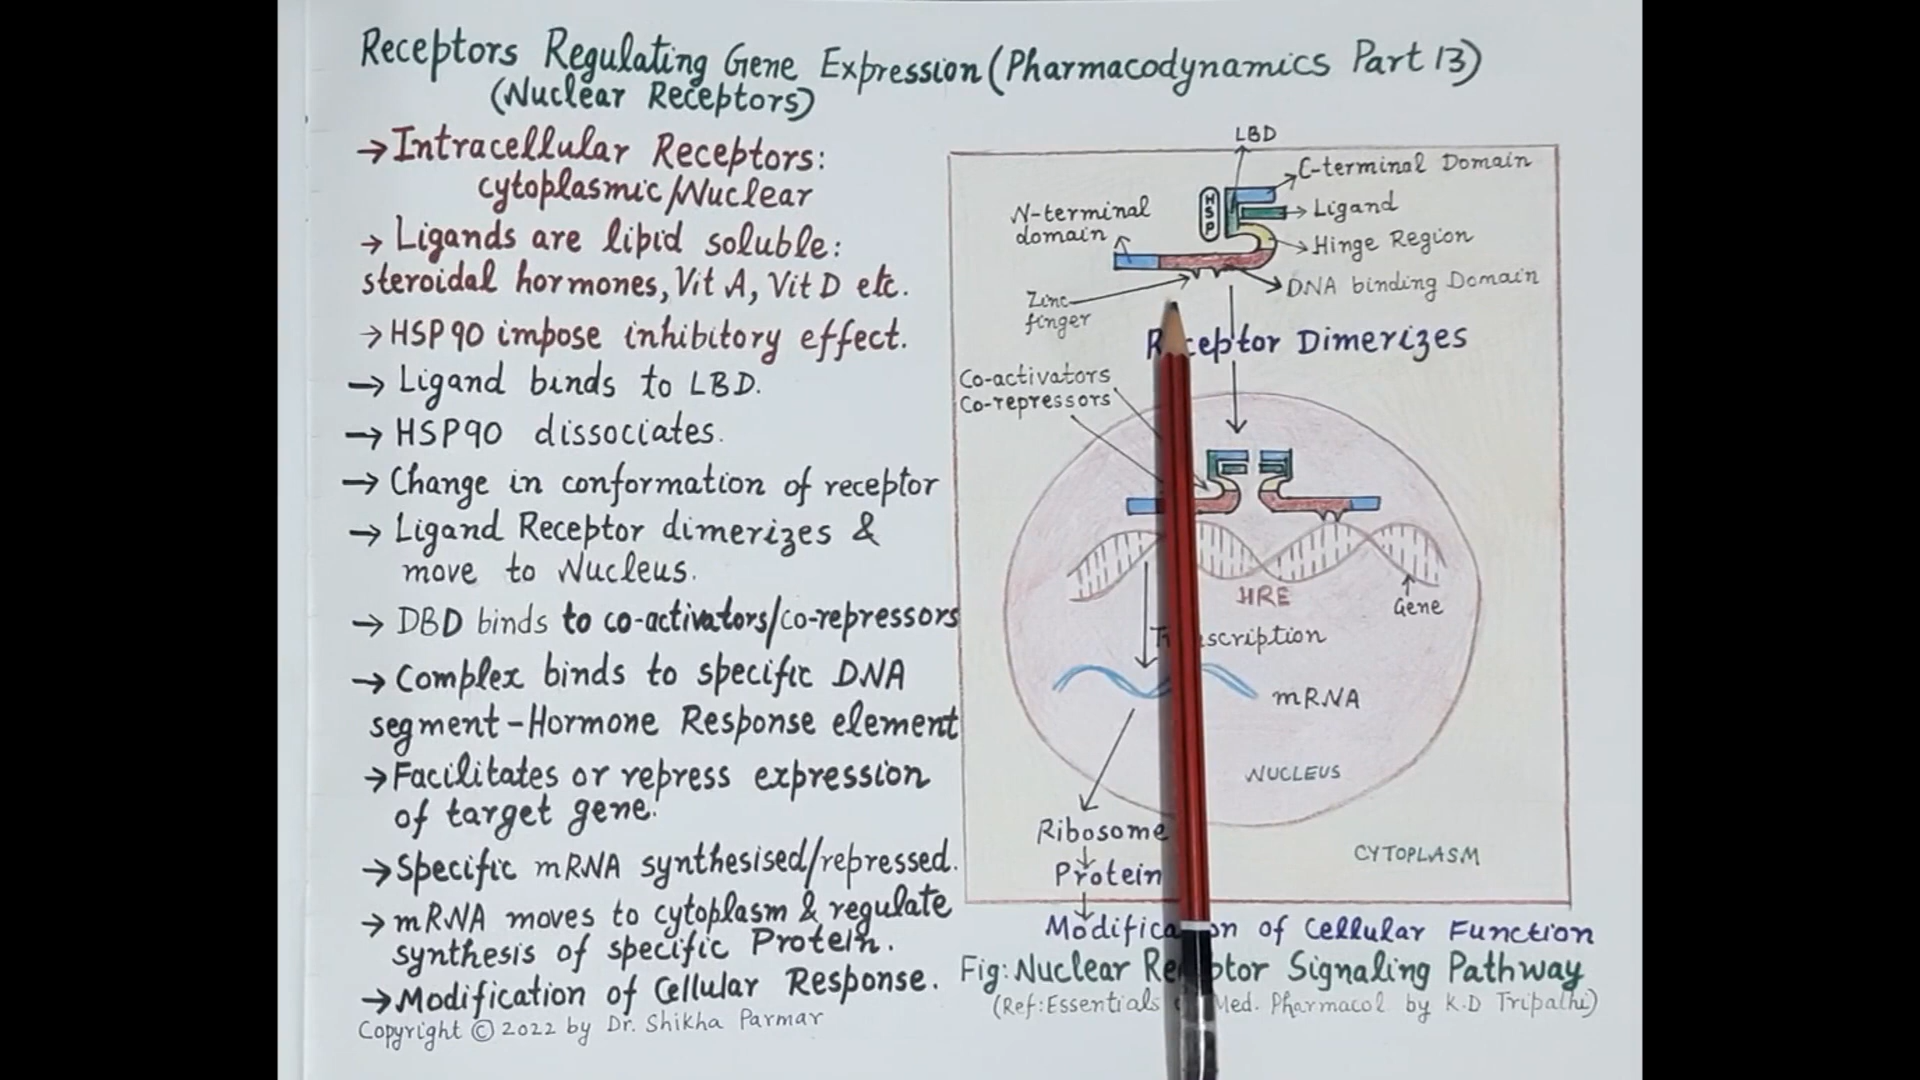 Receptors Regulating Gene Expression (Pharmacodynamics Part 13)
(Nuclear Receptors)
→ Intracellular Receptors:
cytoplasmic/Nuclear
→ Ligands are lipid soluble:
steroidal hormones, Vit A, Vit D etc.
→ HSP90 impose inhibitory effect.
→ Ligand binds to LBD.
→ HSP90 dissociates.
→ Change in conformation of receptor
→ Ligand Receptor dimerizes &
move to Nucleus.
→ DBD binds to co-activators/co-repressors
→ Complex binds to specific DNA
segment-Hormone Response element
→ Facilitates or repress expression
of target gene.
→ Specific mRNA synthesised/repressed.
→ mRNA moves to cytoplasm & regulate
synthesis of specific Protein.
→ Modification of Cellular Response.
Copyright © 2022 by Dr. Shikha Parmar
LBD
C-terminal Domain
HSP
Ligand
N-terminal
domain
Hinge Region
DNA binding Domain
Zinc
finger
Receptor Dimerizes
Co-activators
Co-repressors
HRE
Gene
Transcription
mRNA
NUCLEUS
Ribosome
CYTOPLASM
Protein
Modification of Cellular Function
Fig: Nuclear Receptor Signaling Pathway
(Ref: Essentials Med. Pharmacol by K.D Tripathi)